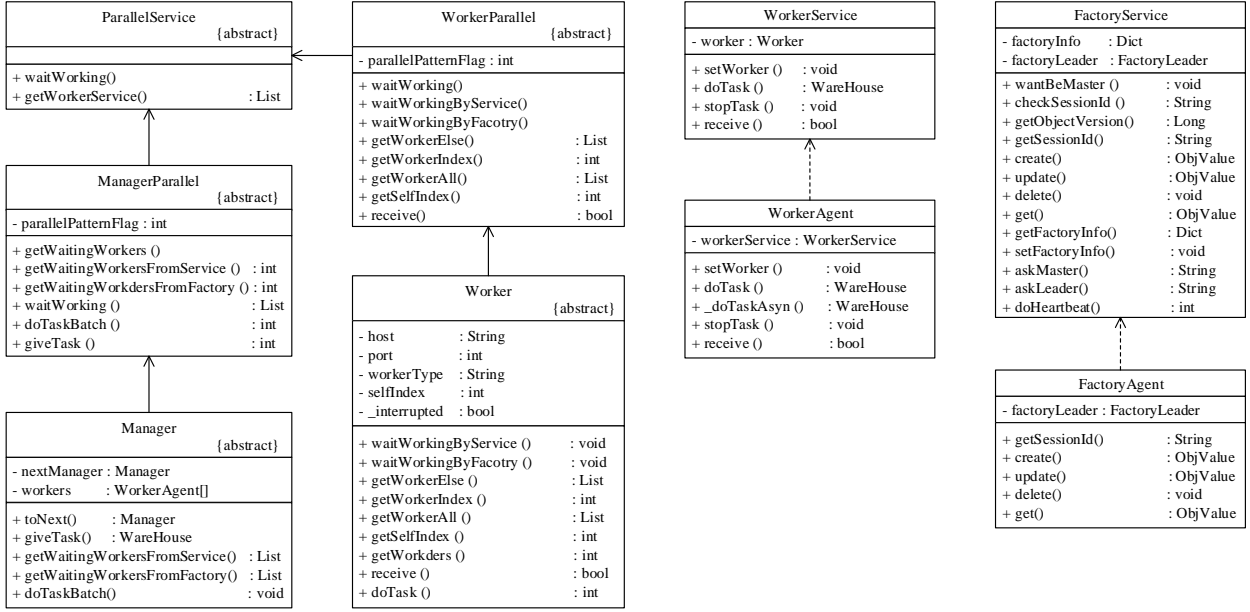 ParallelService
{abstract}
+ waitWorking()
+ getWorkerService() : List
ManagerParallel
{abstract}
- parallelPatternFlag : int
+ getWaitingWorkers ()
+ getWaitingWorkersFromService () : int
+ getWaitingWorkdersFromFactory () : int
+ waitWorking () : List
+ doTaskBatch () : int
+ giveTask () : int
Manager
{abstract}
- nextManager : Manager
- workers : WorkerAgent[]
+ toNext() : Manager
+ giveTask() : WareHouse
+ getWaitingWorkersFromService() : List
+ getWaitingWorkersFromFactory() : List
+ doTaskBatch() : void
WorkerParallel
{abstract}
- parallelPatternFlag : int
+ waitWorking()
+ waitWorkingByService()
+ waitWorkingByFacotry()
+ getWorkerElse() : List
+ getWorkerIndex() : int
+ getWorkerAll() : List
+ getSelfIndex() : int
+ receive() : bool
Worker
{abstract}
- host : String
- port : int
- workerType : String
- selfIndex : int
- _interrupted : bool
+ waitWorkingByService () : void
+ waitWorkingByFacotry () : void
+ getWorkerElse () : List
+ getWorkerIndex () : int
+ getWorkerAll () : List
+ getSelfIndex () : int
+ getWorkders () : int
+ receive () : bool
+ doTask () : int
WorkerService
- worker : Worker
+ setWorker () : void
+ doTask () : WareHouse
+ stopTask () : void
+ receive () : bool
WorkerAgent
- workerService : WorkerService
+ setWorker () : void
+ doTask () : WareHouse
+ _doTaskAsyn () : WareHouse
+ stopTask () : void
+ receive () : bool
FactoryService
- factoryInfo : Dict
- factoryLeader : FactoryLeader
+ wantBeMaster() : void
+ checkSessionId () : String
+ getObjectVersion() : Long
+ getSessionId() : String
+ create() : ObjValue
+ update() : ObjValue
+ delete() : void
+ get() : ObjValue
+ getFactoryInfo() : Dict
+ setFactoryInfo() : void
+ askMaster() : String
+ askLeader() : String
+ doHeartbeat() : int
FactoryAgent
- factoryLeader : FactoryLeader
+ getSessionId() : String
+ create() : ObjValue
+ update() : ObjValue
+ delete() : void
+ get() : ObjValue